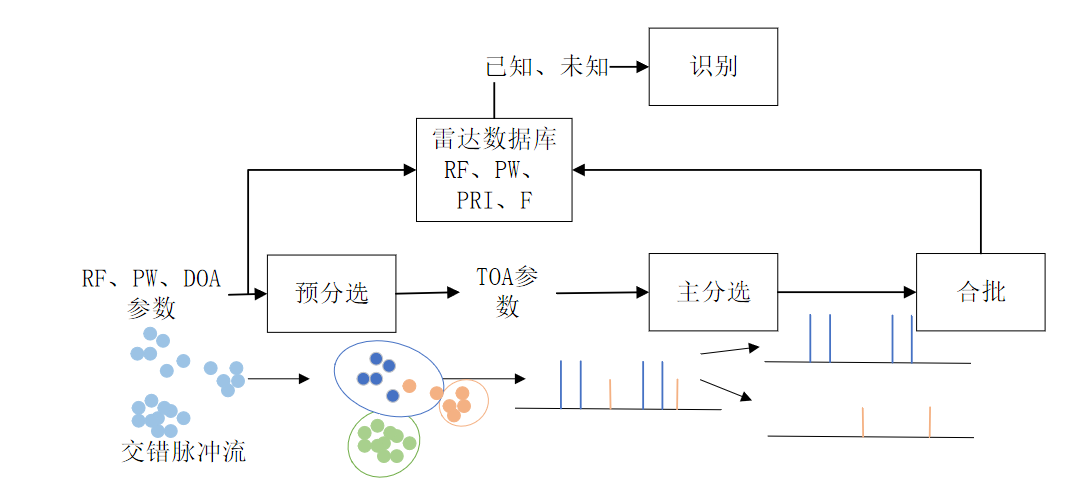 已知、未知
识别
雷达数据库
RF、PW、
PRI、F
RF、PW、DOA
参数
预分选
TOA参
数
主分选
合批
交错脉冲流